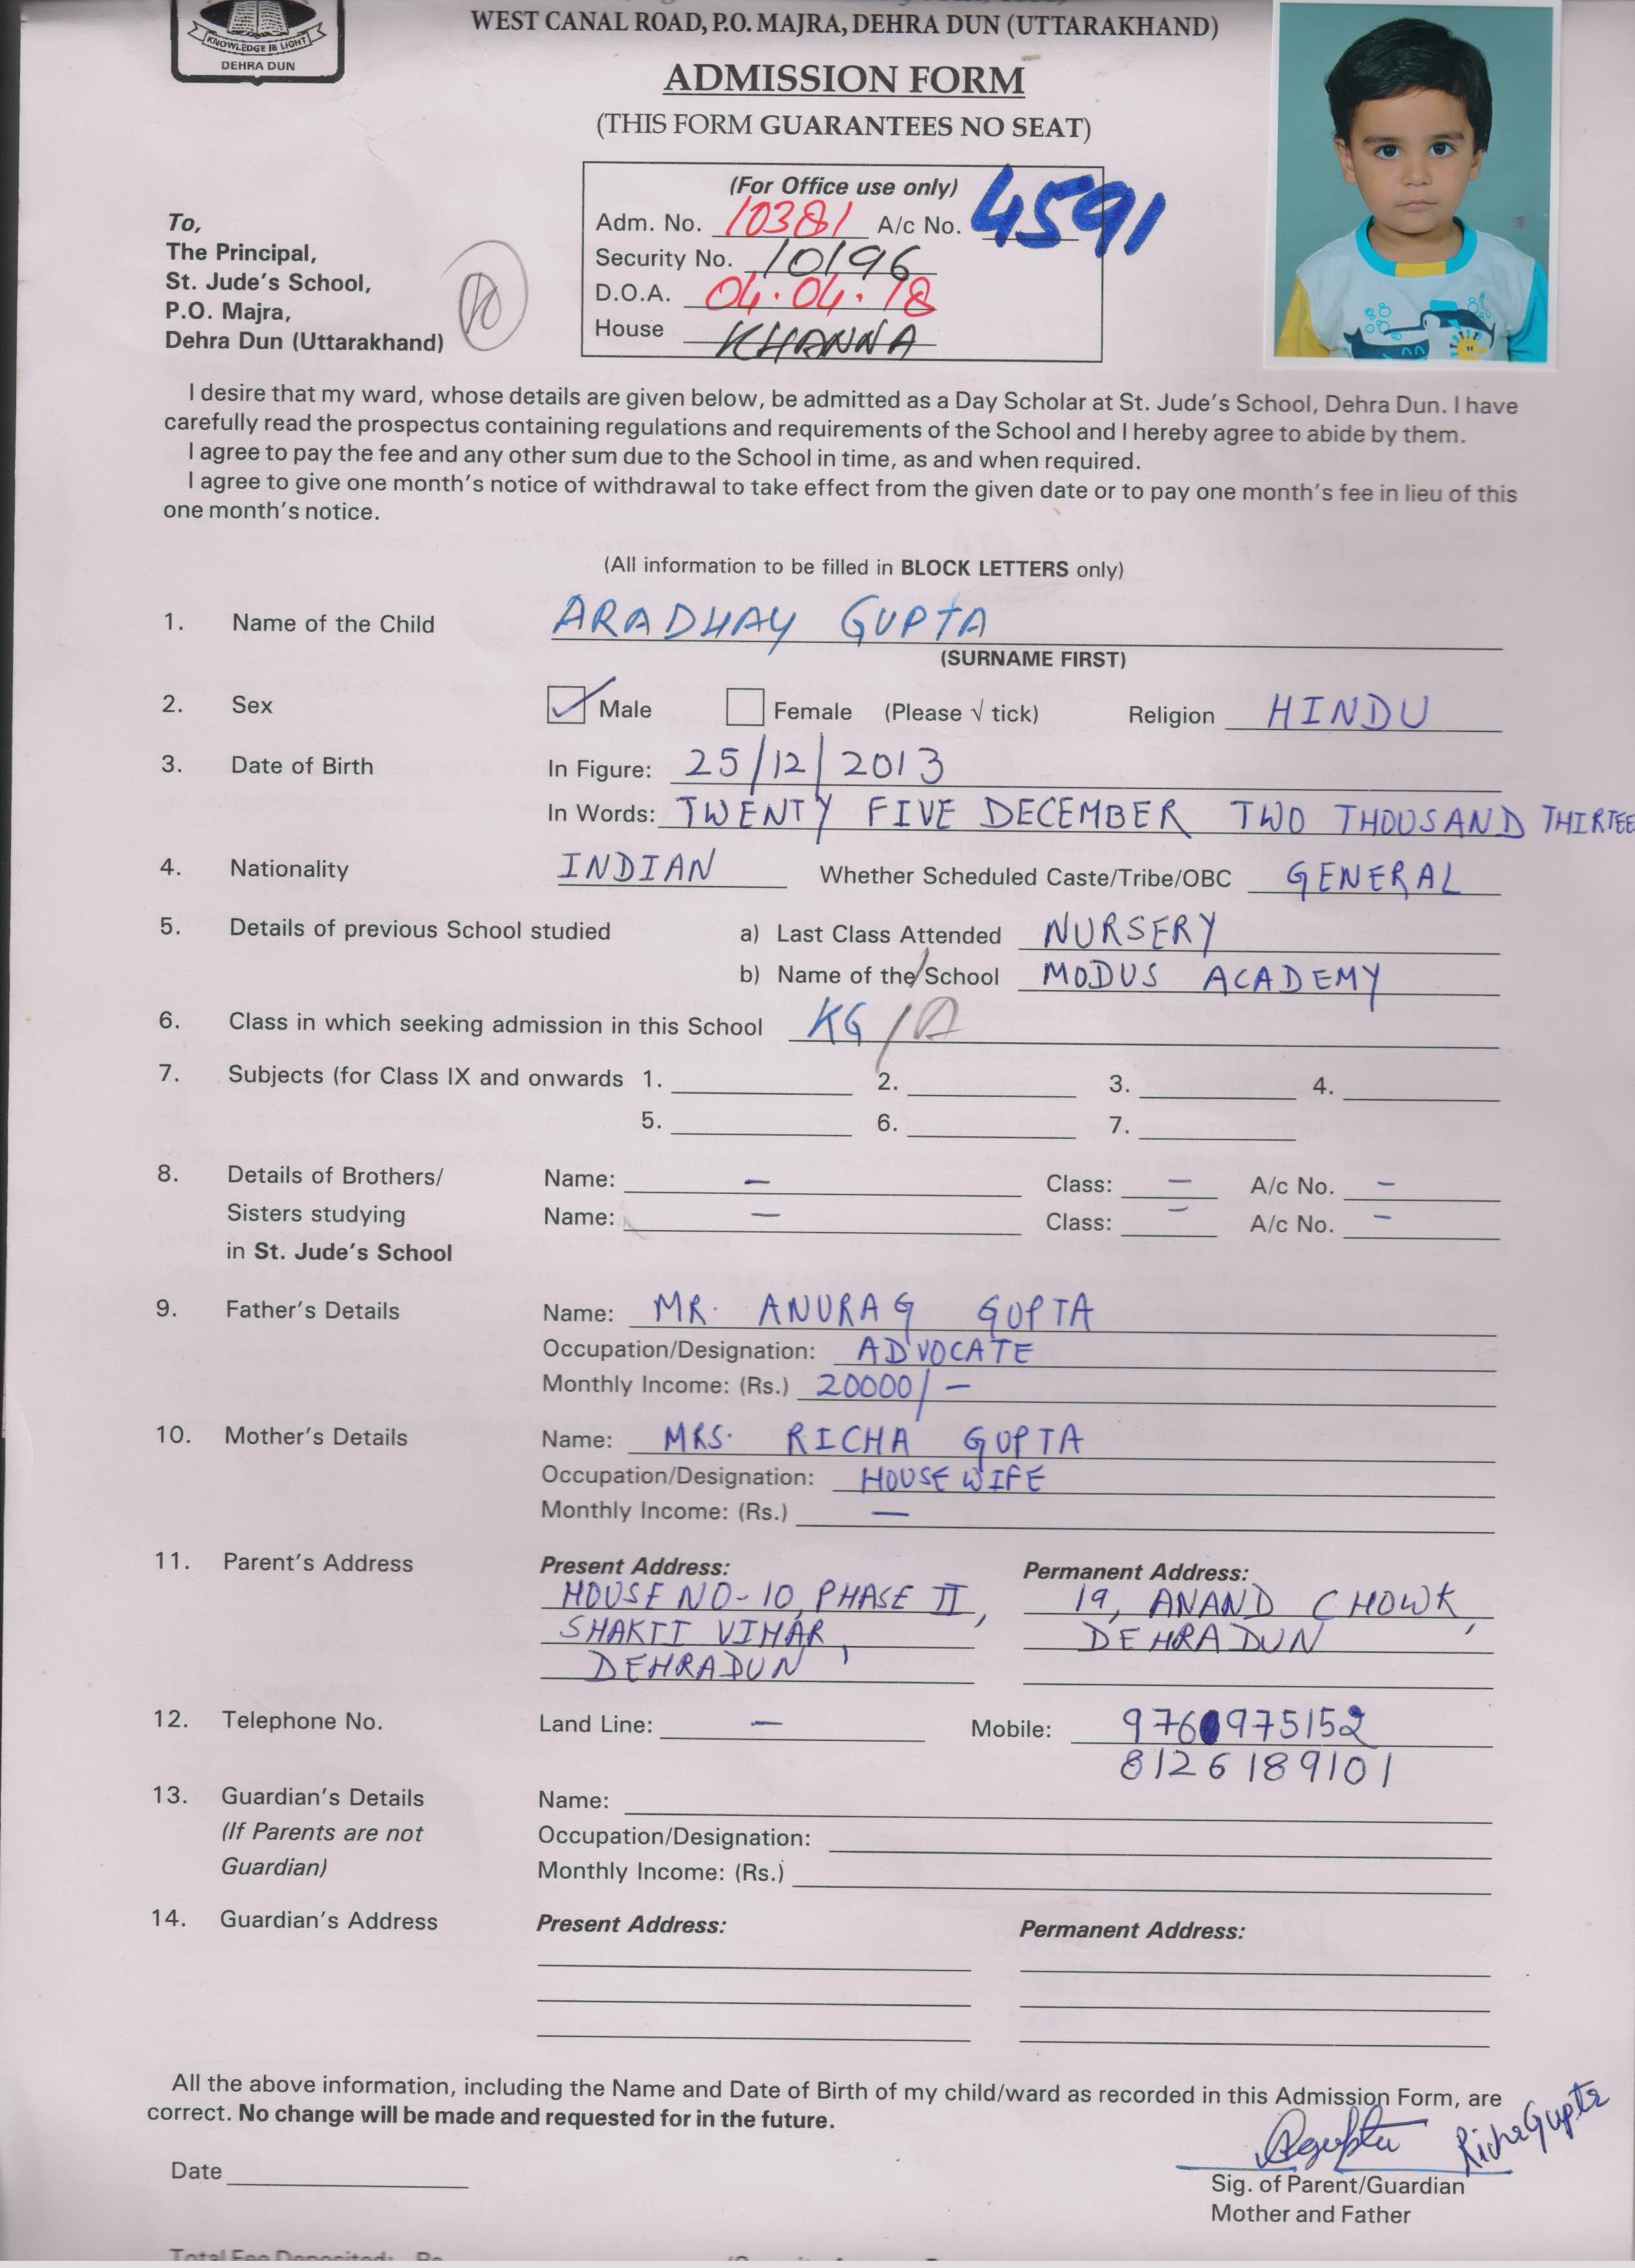 KNOWLEDGE IS LIGHT
DEHRA DUN
WEST CANAL ROAD, P.O. MAJRA, DEHRA DUN (UTTARAKHAND)
ADMISSION FORM
(THIS FORM GUARANTEES NO SEAT)
(For Office use only)
Adm. No. 10381 A/c No. 4591
Security No. 10196
D.O.A. 04.04.18
House KHANNA
To,
The Principal,
St. Jude's School,
P.O. Majra,
Dehra Dun (Uttarakhand)
I desire that my ward, whose details are given below, be admitted as a Day Scholar at St. Jude's School, Dehra Dun. I have
carefully read the prospectus containing regulations and requirements of the School and I hereby agree to abide by them.
I agree to pay the fee and any other sum due to the School in time, as and when required.
I agree to give one month's notice of withdrawal to take effect from the given date or to pay one month's fee in lieu of this
one month's notice.
(All information to be filled in BLOCK LETTERS only)
1. Name of the Child ARADHAY GUPTA
(SURNAME FIRST)
2. Sex Male Female (Please √ tick) Religion HINDU
3. Date of Birth In Figure: 25/12/2013
In Words: TWENTY FIVE DECEMBER TWO THOUSAND THIRTEE
4. Nationality INDIAN Whether Scheduled Caste/Tribe/OBC GENERAL
5. Details of previous School studied a) Last Class Attended NURSERY
b) Name of the School MODUS ACADEMY
6. Class in which seeking admission in this School KG/A
7. Subjects (for Class IX and onwards 1. 2. 3. 4.
5. 6. 7.
8. Details of Brothers/ Name: – Class: – A/c No. –
Sisters studying Name: – Class: – A/c No. –
in St. Jude's School
9. Father's Details Name: MR. ANURAG GUPTA
Occupation/Designation: ADVOCATE
Monthly Income: (Rs.) 20000/–
10. Mother's Details Name: MRS. RICHA GUPTA
Occupation/Designation: HOUSE WIFE
Monthly Income: (Rs.) –
11. Parent's Address Present Address: Permanent Address:
HOUSE NO-10, PHASE II, 19, ANAND CHOWK,
SHAKTI VIHAR, DEHRADUN
DEHRADUN
12. Telephone No. Land Line: – Mobile: 9760975152
8126189101
13. Guardian's Details Name:
(If Parents are not Occupation/Designation:
Guardian) Monthly Income: (Rs.)
14. Guardian's Address Present Address: Permanent Address:
All the above information, including the Name and Date of Birth of my child/ward as recorded in this Admission Form, are
correct. No change will be made and requested for in the future.
Agupta Richa Gupta
Date
Sig. of Parent/Guardian
Mother and Father
Total Fee Deposited: Rs.